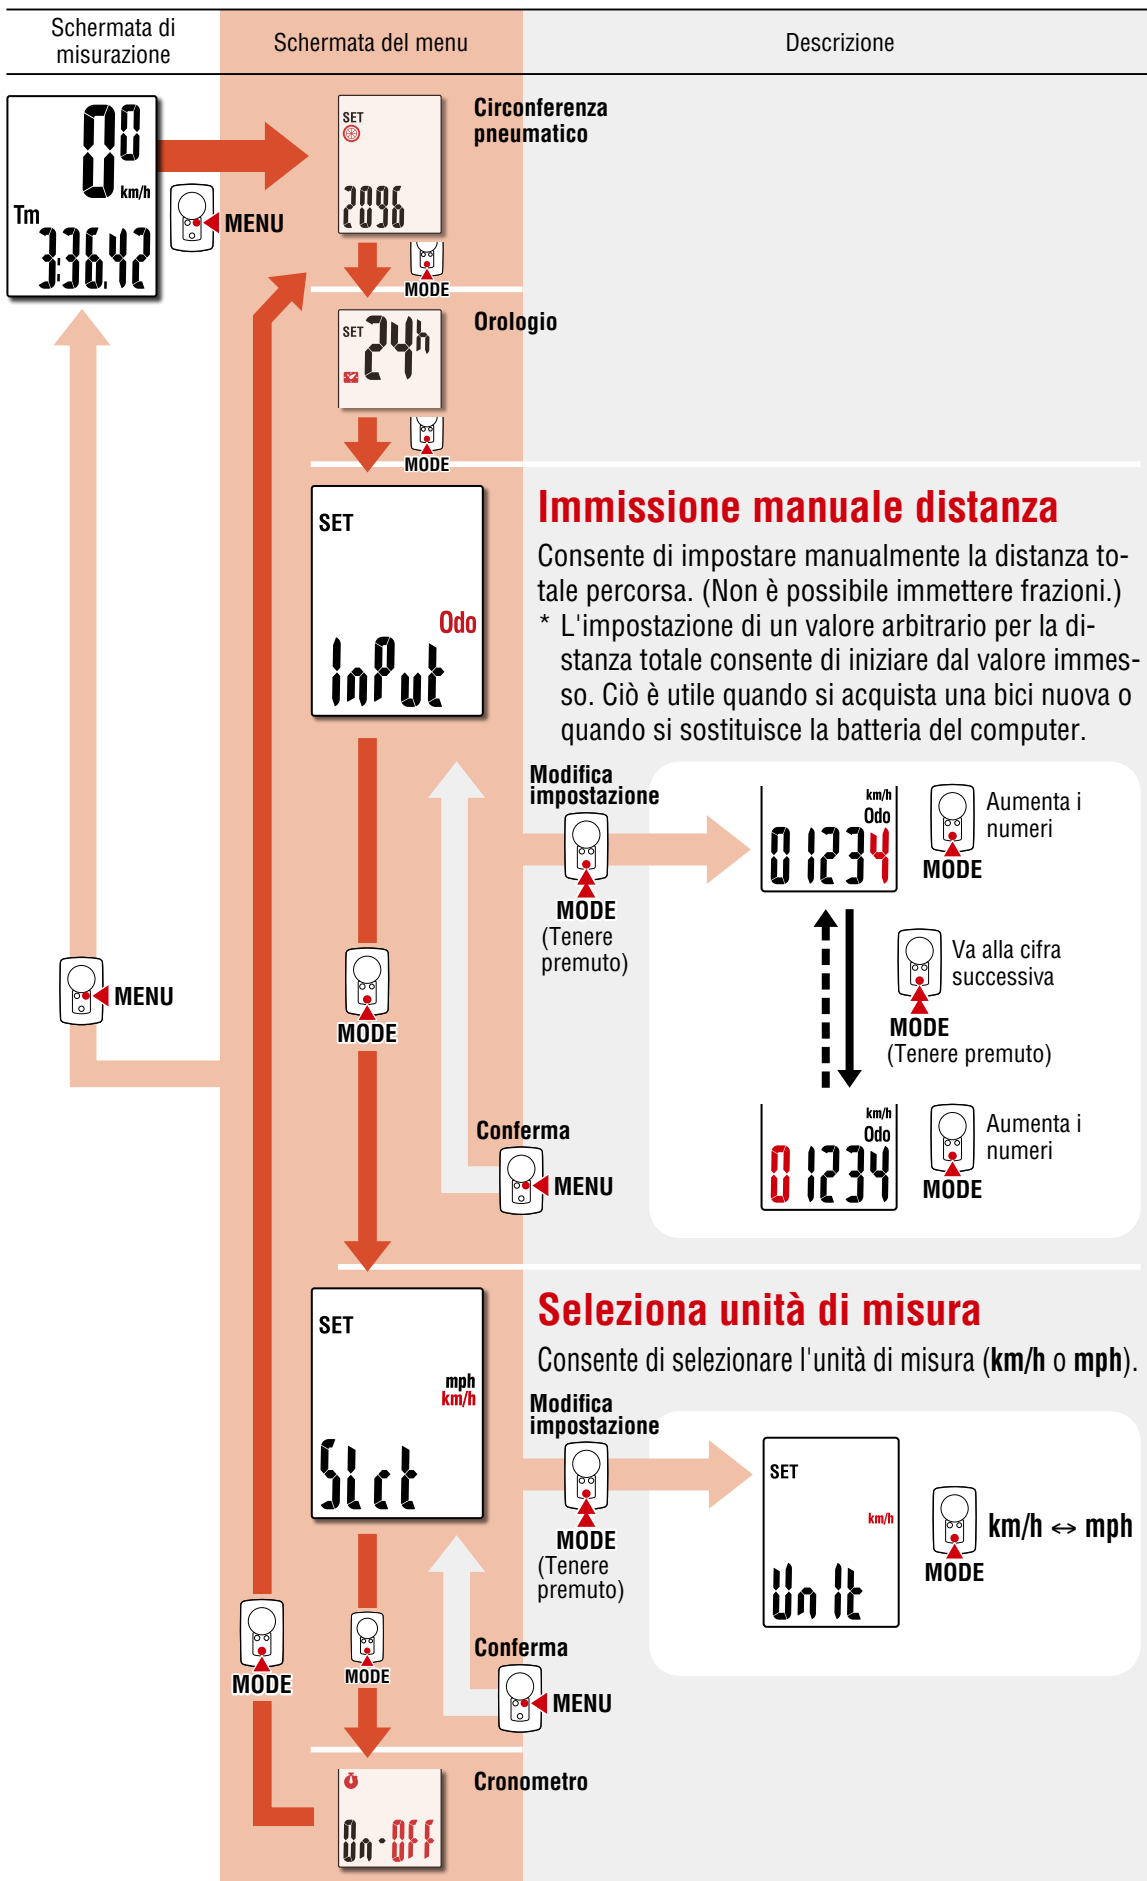 Schermata di
misurazione
Schermata del menu
Descrizione
0 0
km/h
Tm
3:36.42
MENU
SET
2096
Circonferenza
pneumatico
MODE
SET
24h
Orologio
MODE
SET
Odo
InPut
Immissione manuale distanza
Consente di impostare manualmente la distanza to-
tale percorsa. (Non è possibile immettere frazioni.)
* L'impostazione di un valore arbitrario per la di-
stanza totale consente di iniziare dal valore immes-
so. Ciò è utile quando si acquista una bici nuova o
quando si sostituisce la batteria del computer.
Modifica
impostazione
MODE
(Tenere
premuto)
km/h
Odo
01234
Aumenta i
numeri
MODE
Va alla cifra
successiva
MODE
(Tenere premuto)
km/h
Odo
01234
Aumenta i
numeri
MODE
MENU
MODE
Conferma
MENU
SET
mph
km/h
Slct
Seleziona unità di misura
Consente di selezionare l'unità di misura (km/h o mph).
Modifica
impostazione
MODE
(Tenere
premuto)
SET
km/h
UnIt
km/h ⇔ mph
MODE
MODE
MODE
Conferma
MENU
On-OFF
Cronometro